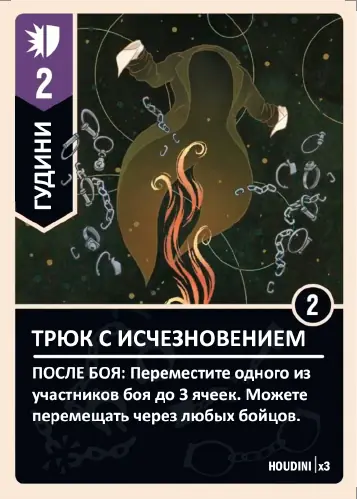 2
ГУДИНИ
2
ТРЮК С ИСЧЕЗНОВЕНИЕМ
ПОСЛЕ БОЯ: Переместите одного из
участников боя до 3 ячеек. Можете
перемещать через любых бойцов.
HOUDINI | x3